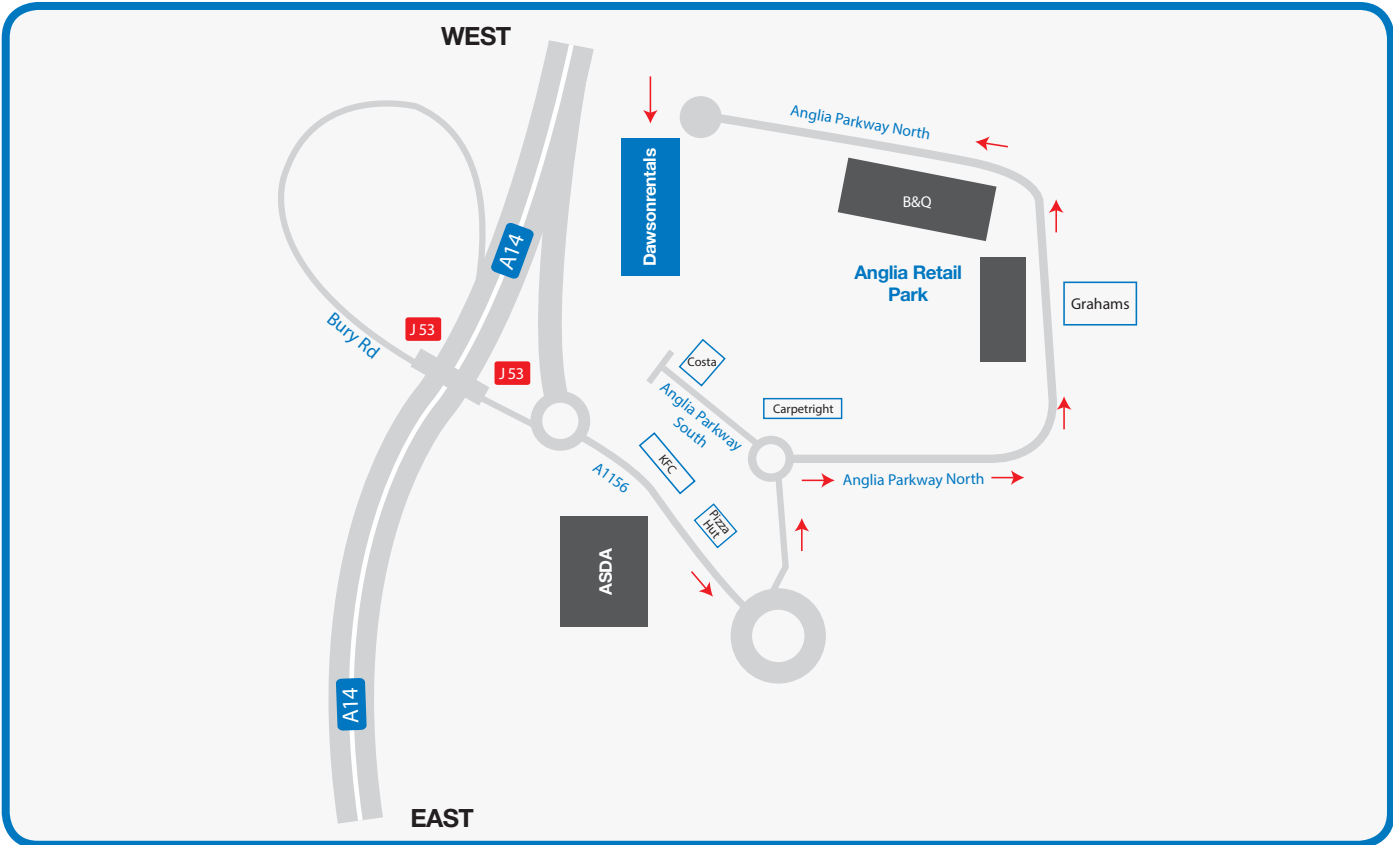 WEST
Anglia Parkway North
Dawsonrentals
B&Q
A14
Anglia Retail
Park
Grahams
J 53
Bury Rd
J 53
Costa
Anglia Parkway
South
Carpetright
KFC
A1156
Anglia Parkway North
Pizza
Hut
ASDA
A14
EAST